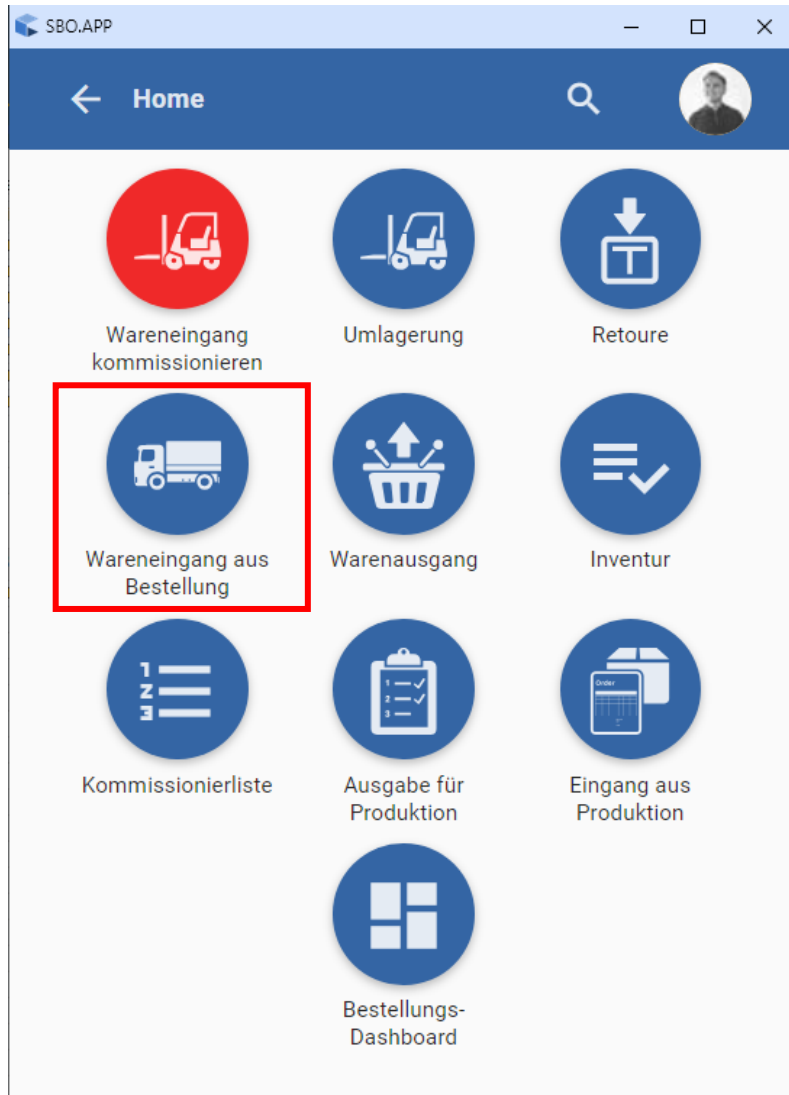 SBO.APP
Home
Wareneingang
kommissionieren
Umlagerung
Retoure
Wareneingang aus
Bestellung
Warenausgang
Inventur
Kommissionierliste
Ausgabe für
Produktion
Order
Eingang aus
Produktion
Bestellungs-
Dashboard